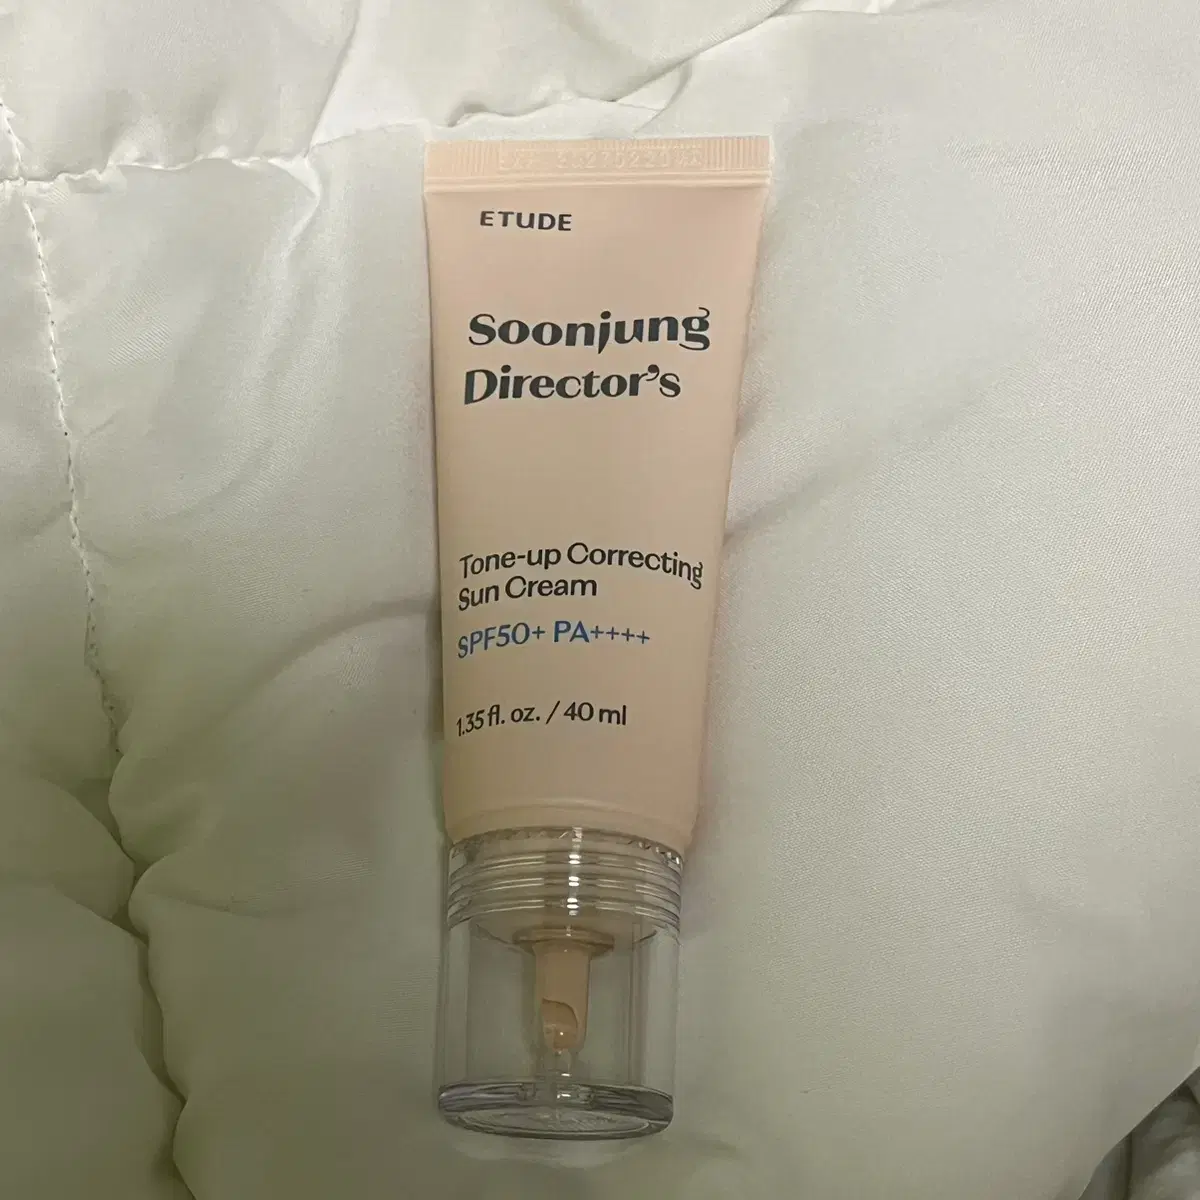 ETUDE
Soonjung
Director's
Tone-up Correcting
Sun Cream
SPF50+ PA++++
1.35 fl. oz. / 40 ml